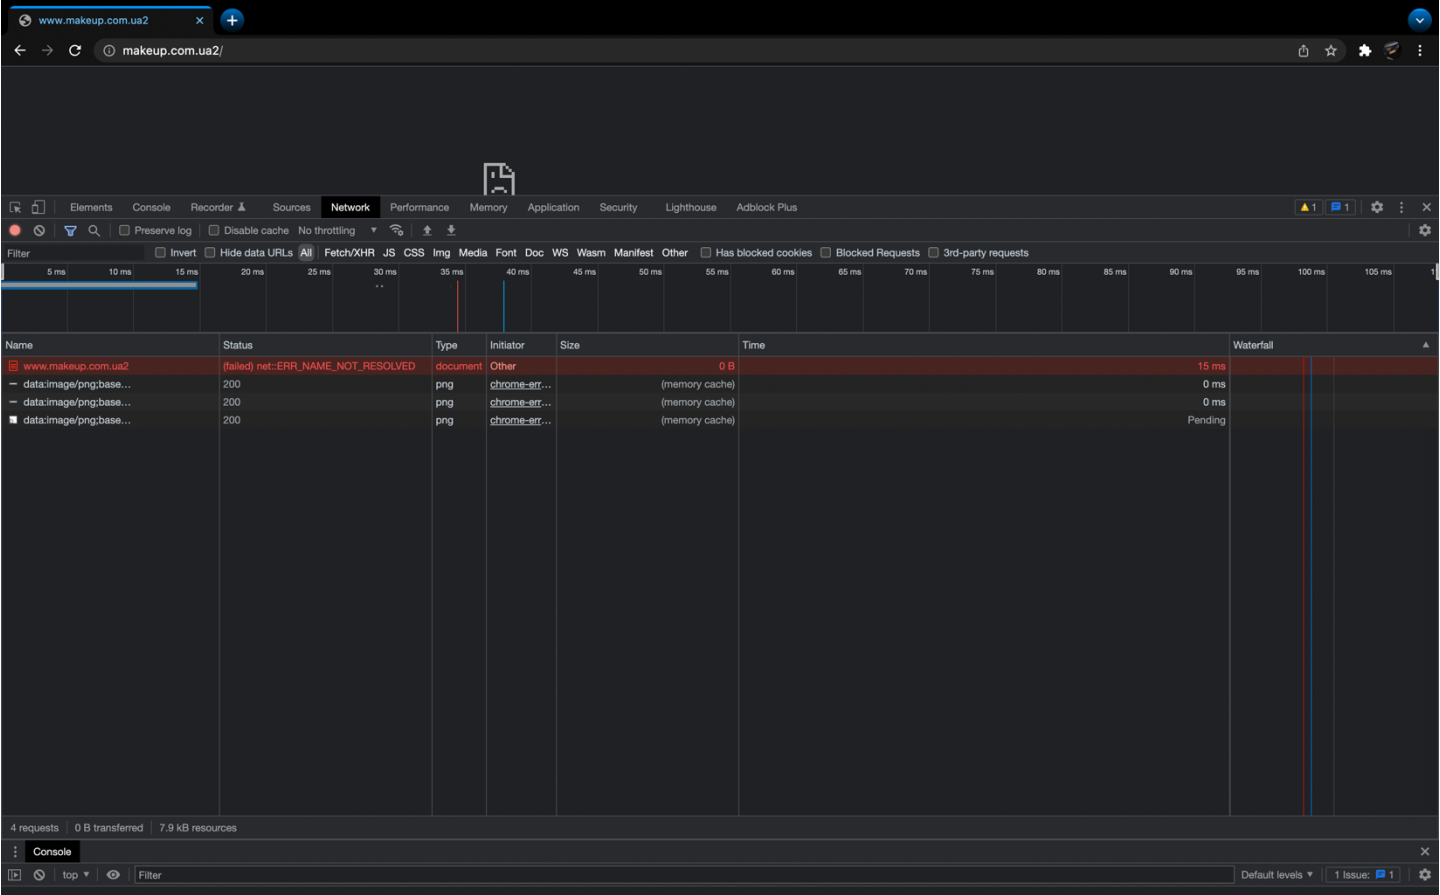 www.makeup.com.ua2
makeup.com.ua2/
Elements Console Recorder Sources Network Performance Memory Application Security Lighthouse Adblock Plus 1 1
Preserve log Disable cache No throttling
Filter Invert Hide data URLs All Fetch/XHR JS CSS Img Media Font Doc WS Wasm Manifest Other Has blocked cookies Blocked Requests 3rd-party requests
5 ms 10 ms 15 ms 20 ms 25 ms 30 ms 35 ms 40 ms 45 ms 50 ms 55 ms 60 ms 65 ms 70 ms 75 ms 80 ms 85 ms 90 ms 95 ms 100 ms 105 ms 1
Name Status Type Initiator Size Time Waterfall
www.makeup.com.ua2 (failed) net::ERR_NAME_NOT_RESOLVED document Other 0 B 15 ms
data:image/png;base... 200 png chrome-err... (memory cache) 0 ms
data:image/png;base... 200 png chrome-err... (memory cache) 0 ms
data:image/png;base... 200 png chrome-err... (memory cache) Pending
4 requests 0 B transferred 7.9 kB resources
Console
top Filter Default levels 1 Issue: 1